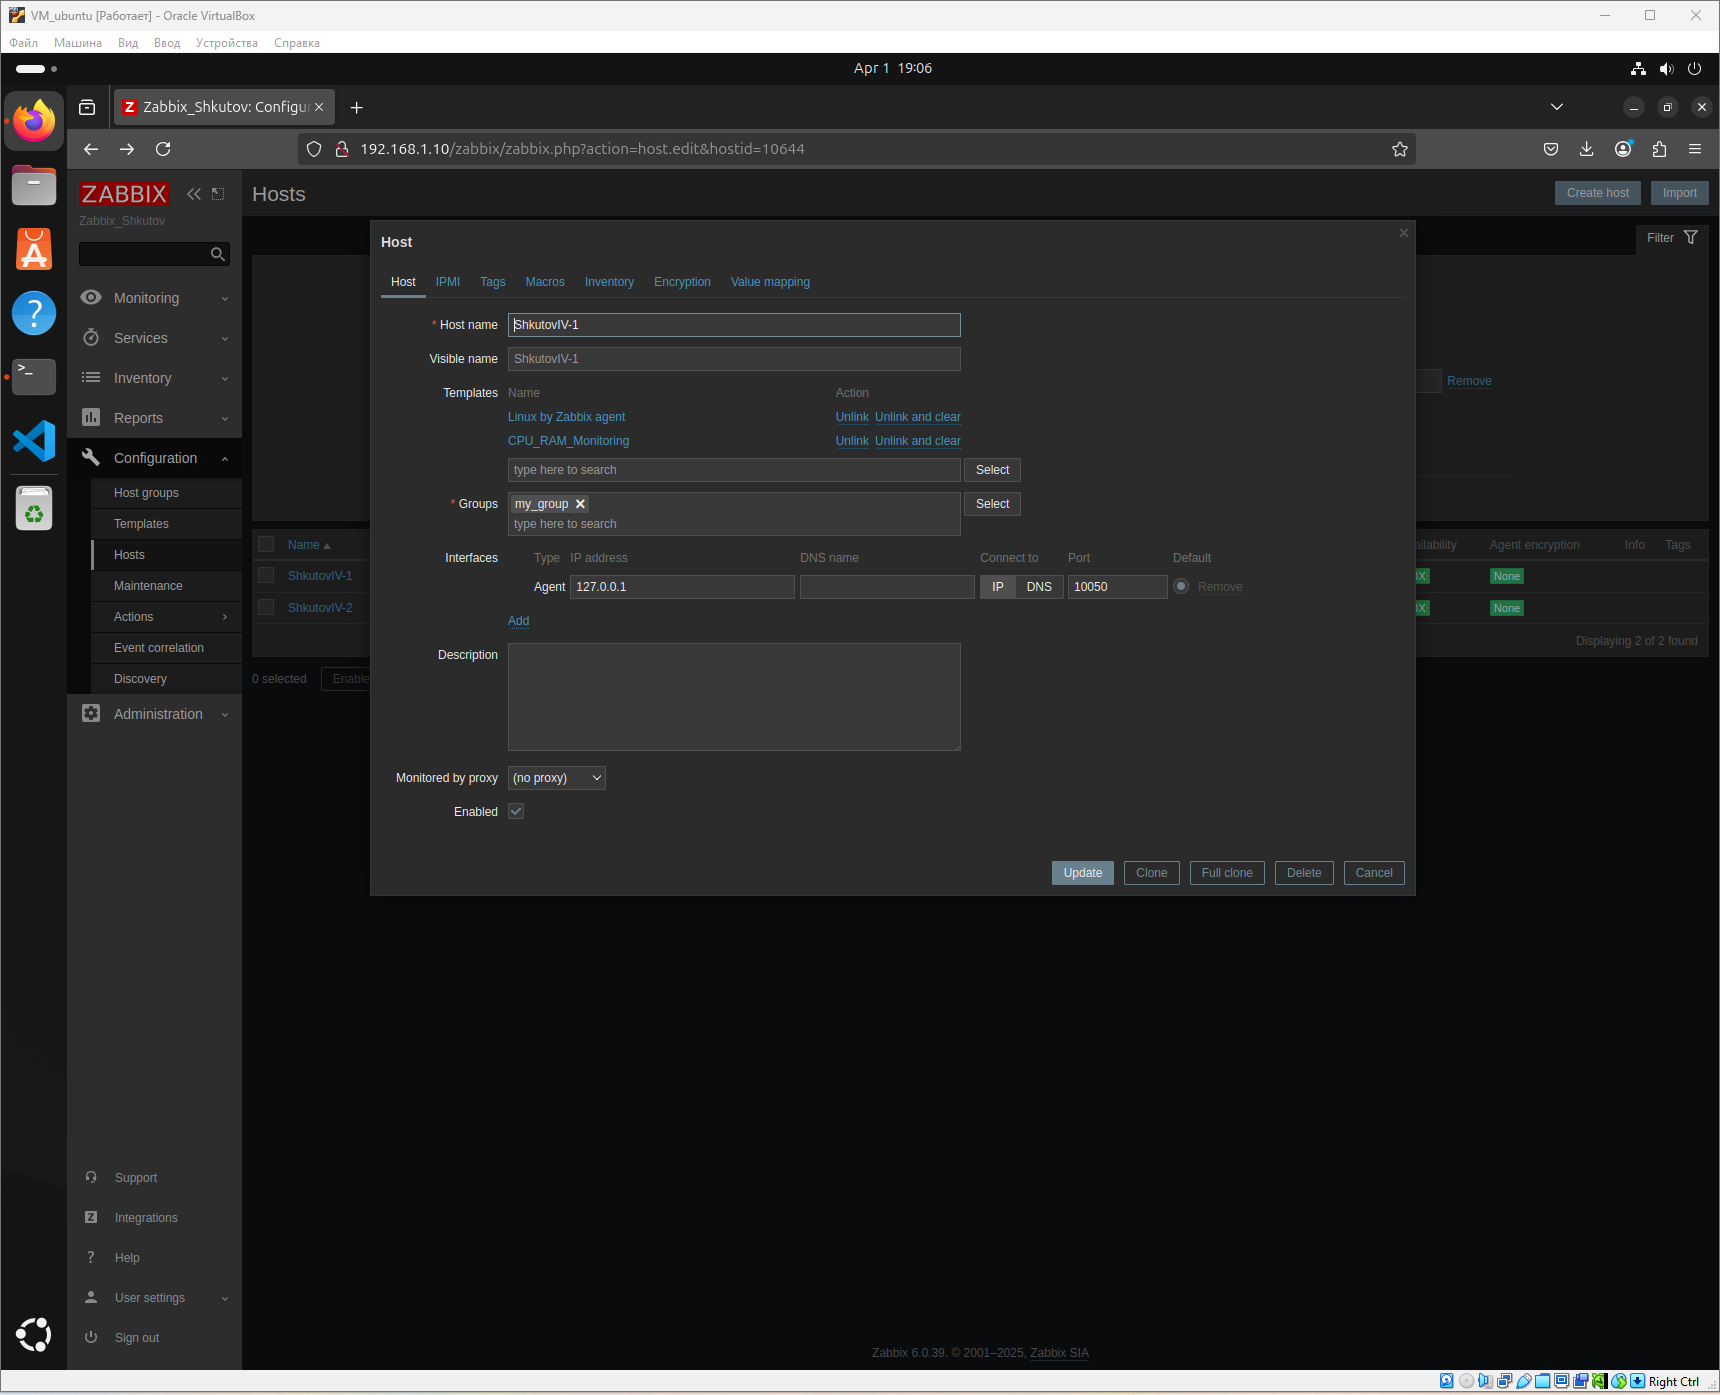 VM_ubuntu [Работает] - Oracle VirtualBox
Файл Машина Вид Ввод Устройства Справка
Apr 1 19:06
Zabbix_Shkutov: Configur
192.168.1.10/zabbix/zabbix.php?action=host.edit&hostid=10644
ZABBIX
Zabbix_Shkutov
Monitoring
Services
Inventory
Reports
Configuration
Host groups
Templates
Hosts
Maintenance
Actions
Event correlation
Discovery
Administration
Support
Integrations
Help
User settings
Sign out
Hosts
Create host Import
Filter
Remove
Host
Host IPMI Tags Macros Inventory Encryption Value mapping
* Host name ShkutovIV-1
Visible name ShkutovIV-1
Templates Name Action
Linux by Zabbix agent Unlink Unlink and clear
CPU_RAM_Monitoring Unlink Unlink and clear
type here to search Select
* Groups my_group Select
type here to search
Interfaces Type IP address DNS name Connect to Port Default
Agent 127.0.0.1 IP DNS 10050 Remove
Add
Description
Monitored by proxy (no proxy)
Enabled
Update Clone Full clone Delete Cancel
Name ailability Agent encryption Info Tags
ShkutovIV-1 BX None
ShkutovIV-2 BX None
Displaying 2 of 2 found
0 selected Enable
Zabbix 6.0.39. © 2001–2025, Zabbix SIA
Right Ctrl